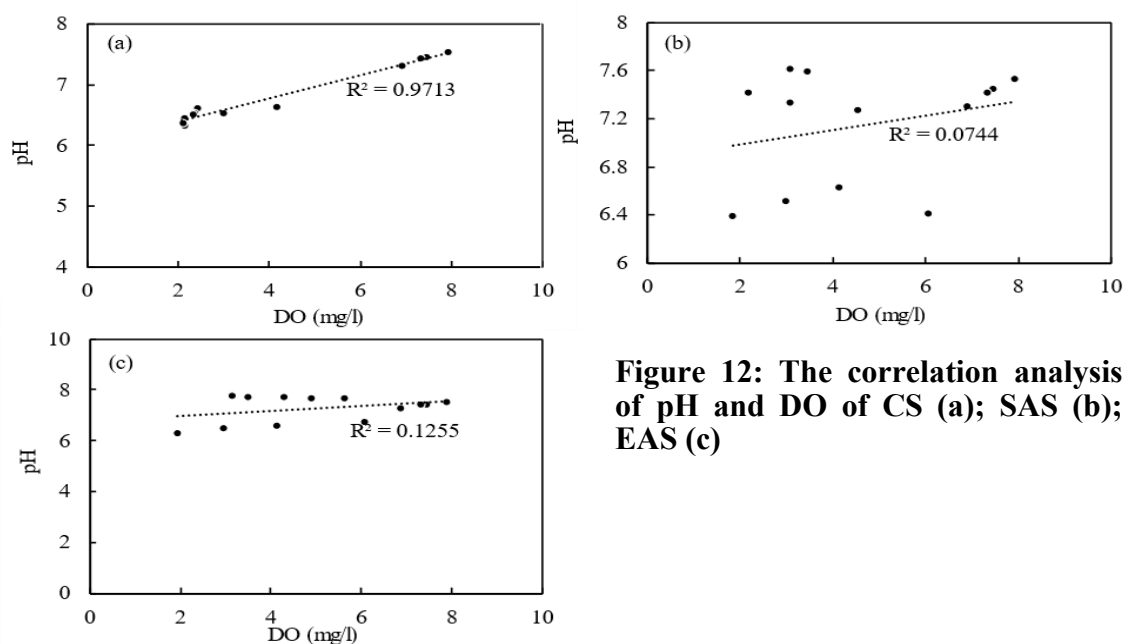 (a)
8
7
6
5
4
pH
R² = 0.9713
0 2 4 6 8 10
DO (mg/l)
(b)
7.6
7.2
6.8
6.4
6
pH
R² = 0.0744
0 2 4 6 8 10
DO (mg/l)
(c)
10
8
6
4
2
0
pH
R² = 0.1255
0 2 4 6 8 10
DO (mg/l)
Figure 12: The correlation analysis
of pH and DO of CS (a); SAS (b);
EAS (c)